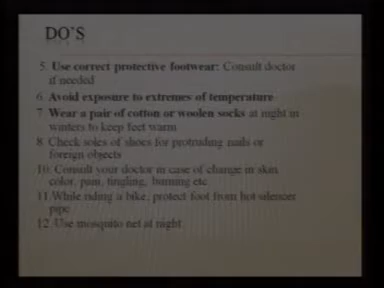 DO'S
5. Use correct protective footwear: Consult doctor
if needed
6. Avoid exposure to extremes of temperature
7. Wear a pair of cotton or woolen socks at night in
winters to keep feet warm
8. Check soles of shoes for protruding nails or
foreign objects
10. Consult your doctor in case of change in skin
color, pain, tingling, burning etc
11. While riding a bike, protect foot from hot silencer
pipe
12. Use mosquito net at night.